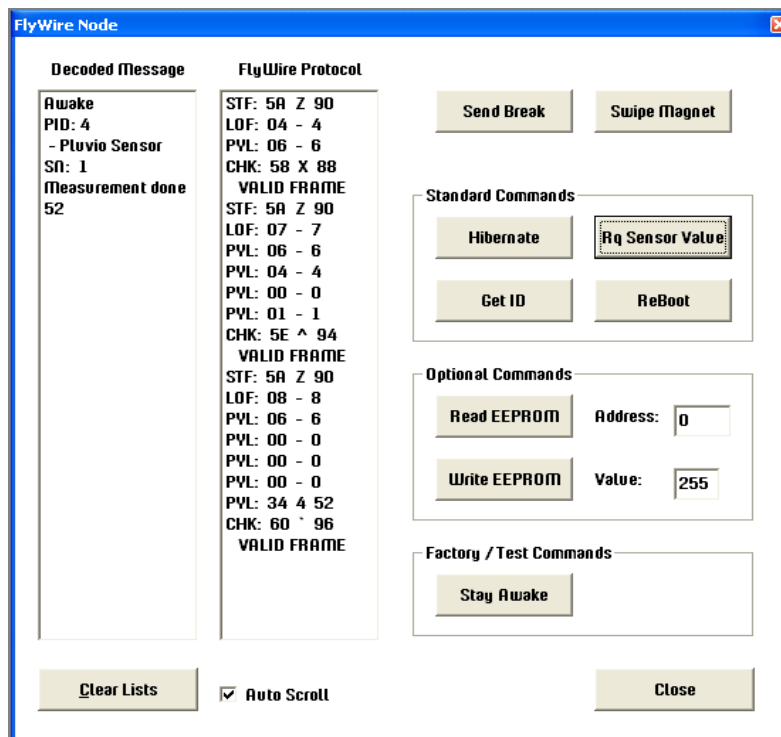 FlyWire Node
Decoded Message
Awake
PID: 4
- Pluvio Sensor
SN: 1
Measurement done
52
FlyWire Protocol
STF: 5A Z 90
LOF: 04 - 4
PYL: 06 - 6
CHK: 58 X 88
VALID FRAME
STF: 5A Z 90
LOF: 07 - 7
PYL: 06 - 6
PYL: 04 - 4
PYL: 00 - 0
PYL: 01 - 1
CHK: 5E ^ 94
VALID FRAME
STF: 5A Z 90
LOF: 08 - 8
PYL: 06 - 6
PYL: 00 - 0
PYL: 00 - 0
PYL: 00 - 0
PYL: 34 4 52
CHK: 60 ` 96
VALID FRAME
Send Break
Swipe Magnet
Standard Commands
Hibernate
Rq Sensor Value
Get ID
ReBoot
Optional Commands
Read EEPROM
Address: 0
Write EEPROM
Value: 255
Factory / Test Commands
Stay Awake
Clear Lists
Auto Scroll
Close